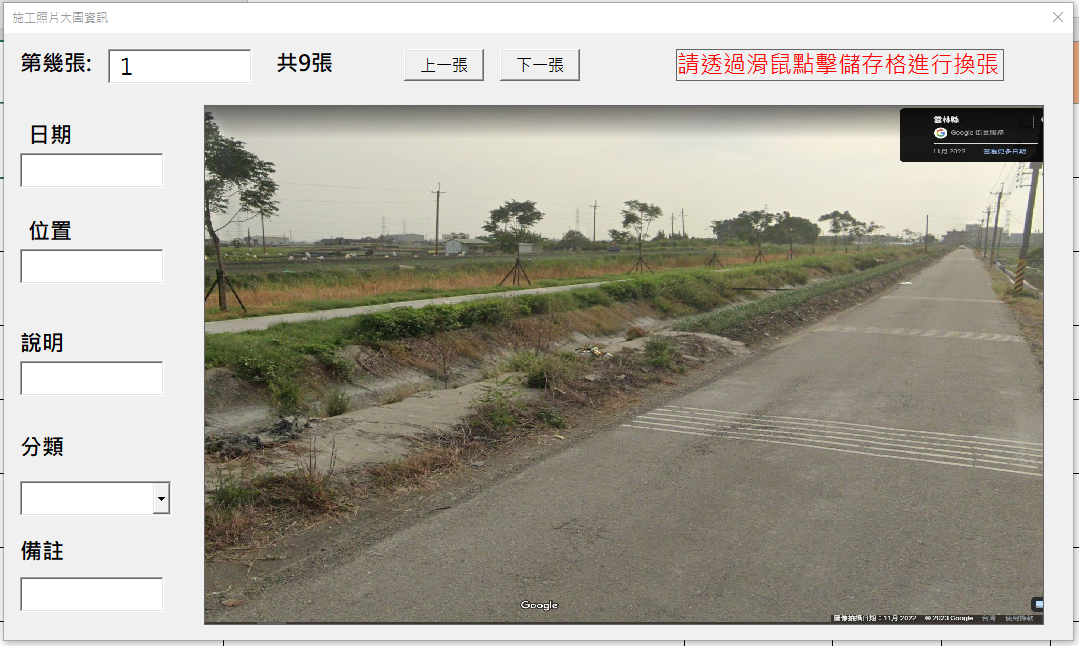 施工照片大圖資訊
第幾張: 1 共9張 上一張 下一張 請透過滑鼠點擊儲存格進行換張
日期
位置
說明
分類
備註
雲林縣
Google 街景服務
11月 2022 查看更多日期
Google
圖像拍攝日期：11月 2022 © 2023 Google 台灣 使用條款